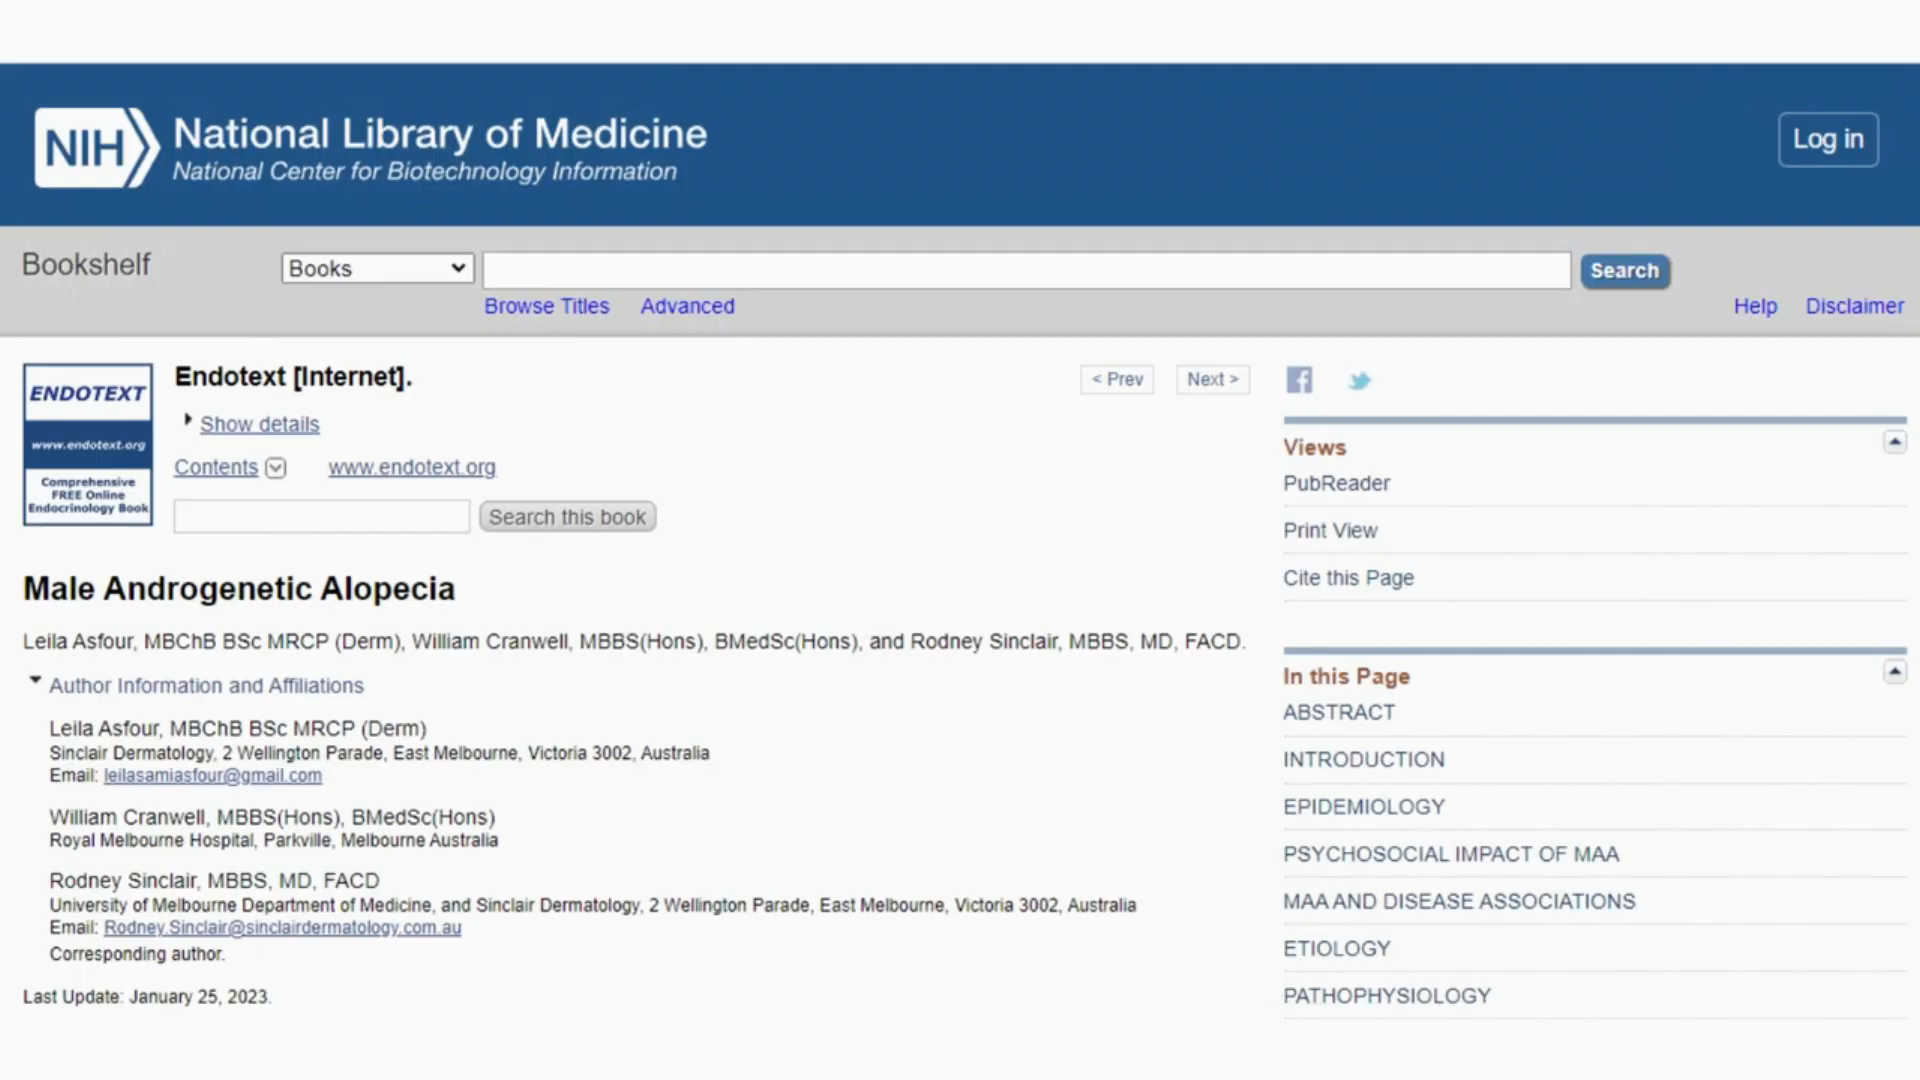 NIH
National Library of Medicine
National Center for Biotechnology Information
Log in
Bookshelf
Books
Search
Browse Titles
Advanced
Help
Disclaimer
ENDOTEXT
www.endotext.org
Comprehensive
FREE Online
Endocrinology Book
Endotext [Internet].
Show details
Contents
www.endotext.org
Search this book
< Prev
Next >
Male Androgenetic Alopecia
Leila Asfour, MBChB BSc MRCP (Derm), William Cranwell, MBBS(Hons), BMedSc(Hons), and Rodney Sinclair, MBBS, MD, FACD.
Author Information and Affiliations
Leila Asfour, MBChB BSc MRCP (Derm)
Sinclair Dermatology, 2 Wellington Parade, East Melbourne, Victoria 3002, Australia
Email: leilasamiasfour@gmail.com
William Cranwell, MBBS(Hons), BMedSc(Hons)
Royal Melbourne Hospital, Parkville, Melbourne Australia
Rodney Sinclair, MBBS, MD, FACD
University of Melbourne Department of Medicine, and Sinclair Dermatology, 2 Wellington Parade, East Melbourne, Victoria 3002, Australia
Email: Rodney.Sinclair@sinclairdermatology.com.au
Corresponding author.
Last Update: January 25, 2023.
Views
PubReader
Print View
Cite this Page
In this Page
ABSTRACT
INTRODUCTION
EPIDEMIOLOGY
PSYCHOSOCIAL IMPACT OF MAA
MAA AND DISEASE ASSOCIATIONS
ETIOLOGY
PATHOPHYSIOLOGY